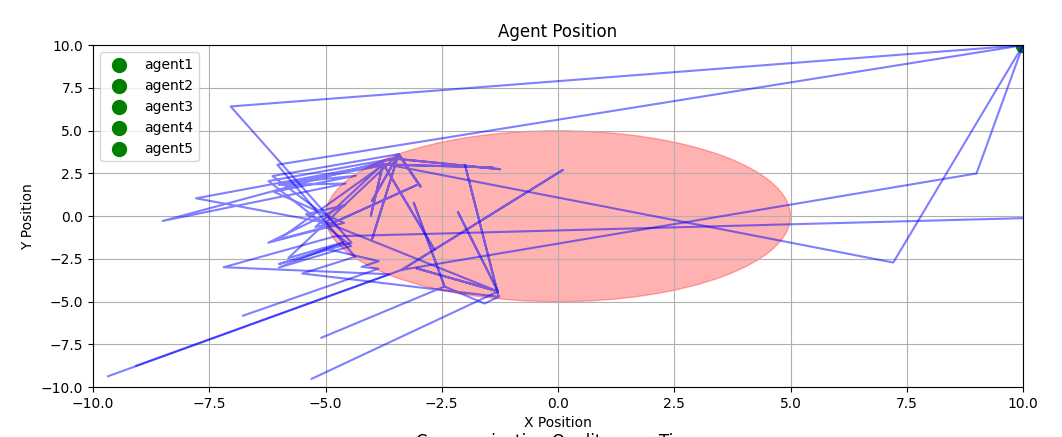 Agent Position
10.0
7.5
5.0
2.5
0.0
−2.5
−5.0
−7.5
−10.0
Y Position
agent1
agent2
agent3
agent4
agent5
−10.0 −7.5 −5.0 −2.5 0.0 2.5 5.0 7.5 10.0
X Position